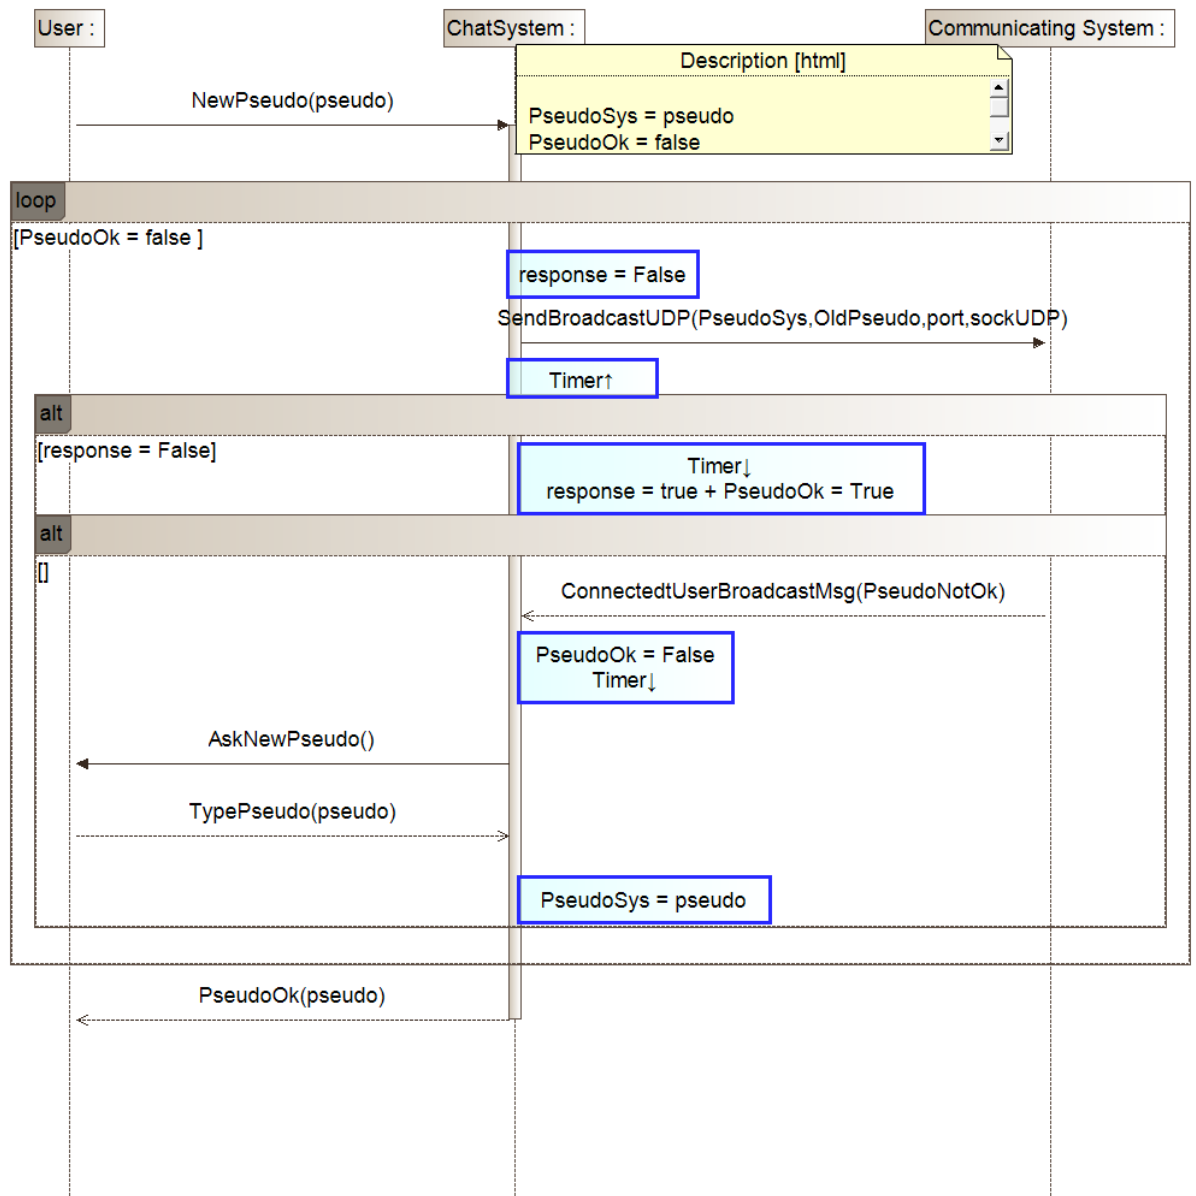 User :
ChatSystem :
Communicating System :
Description [html]
NewPseudo(pseudo)
PseudoSys = pseudo
PseudoOk = false
loop
[PseudoOk = false ]
response = False
SendBroadcastUDP(PseudoSys,OldPseudo,port,sockUDP)
Timer↑
alt
[response = False]
Timer↓
response = true + PseudoOk = True
alt
[]
ConnectedtUserBroadcastMsg(PseudoNotOk)
PseudoOk = False
Timer↓
AskNewPseudo()
TypePseudo(pseudo)
PseudoSys = pseudo
PseudoOk(pseudo)